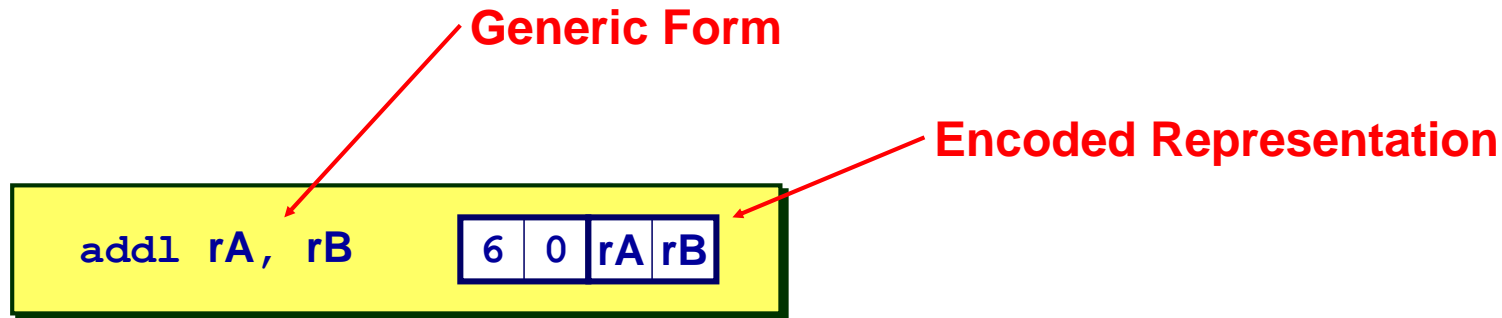 Generic Form
Encoded Representation
addl rA, rB 6 0 rA rB